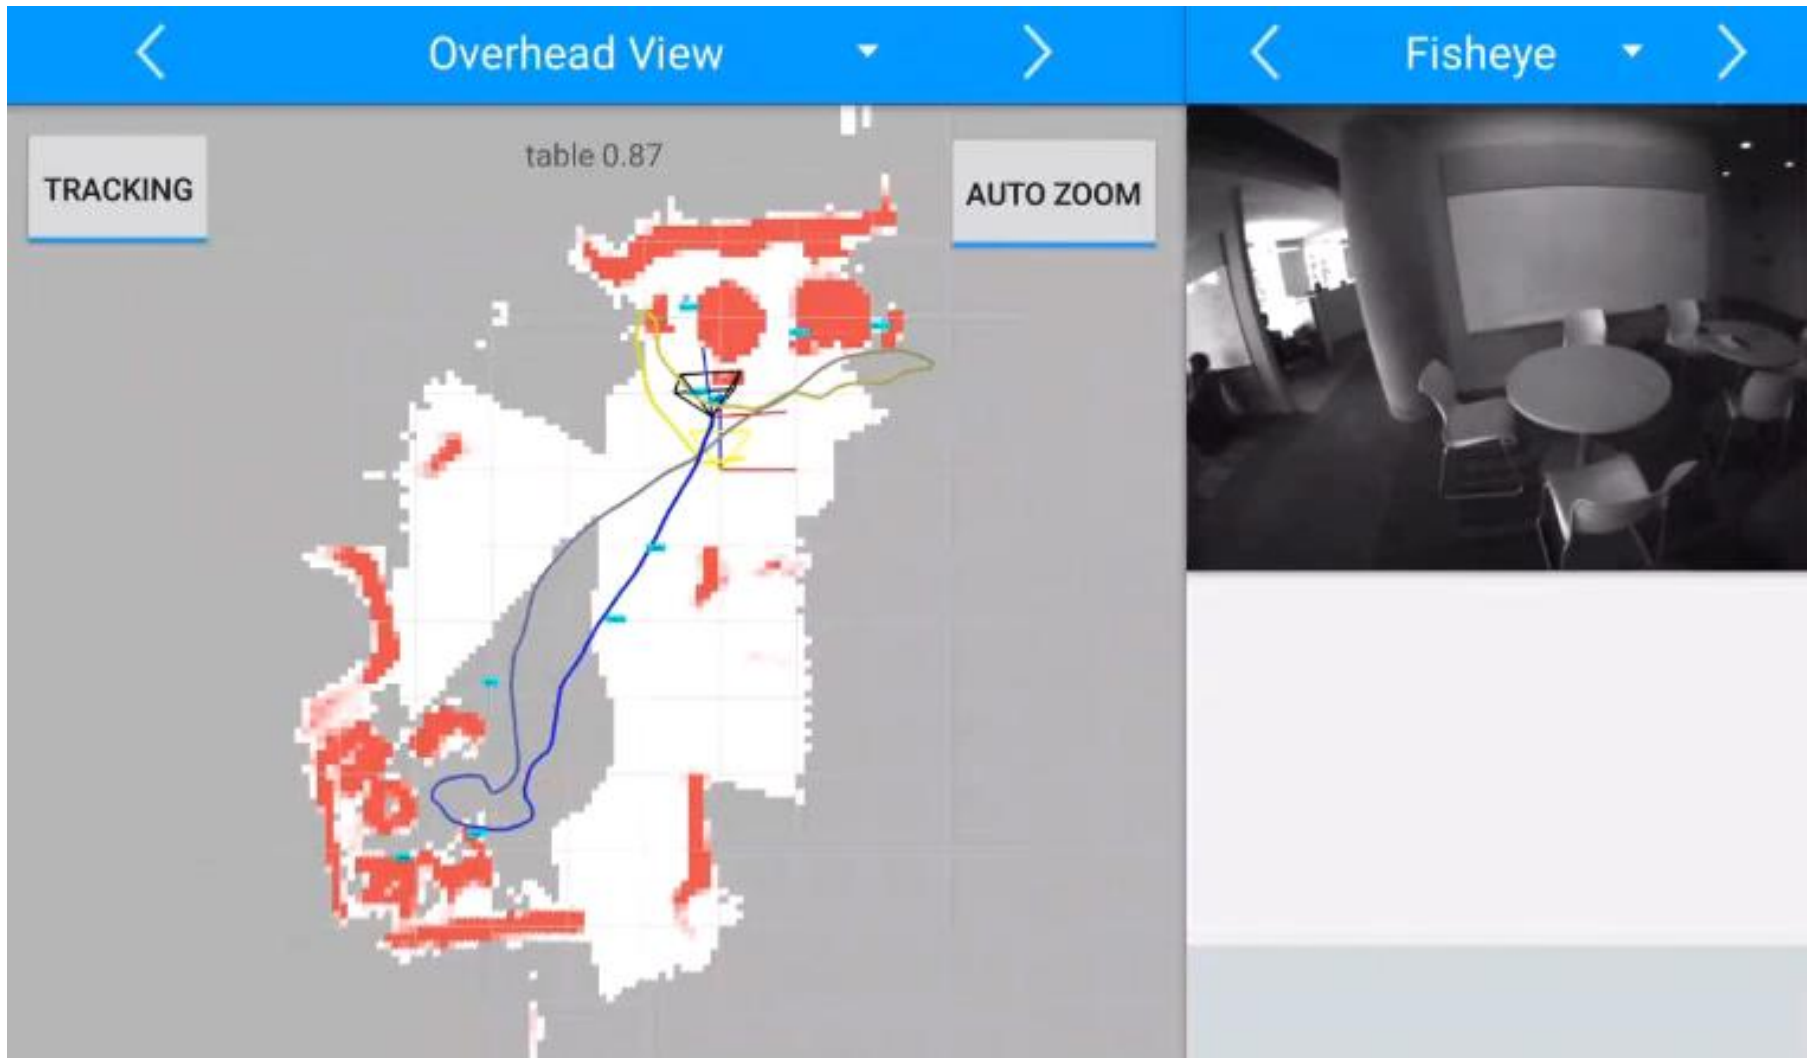 Overhead View
Fisheye
TRACKING
table 0.87
AUTO ZOOM